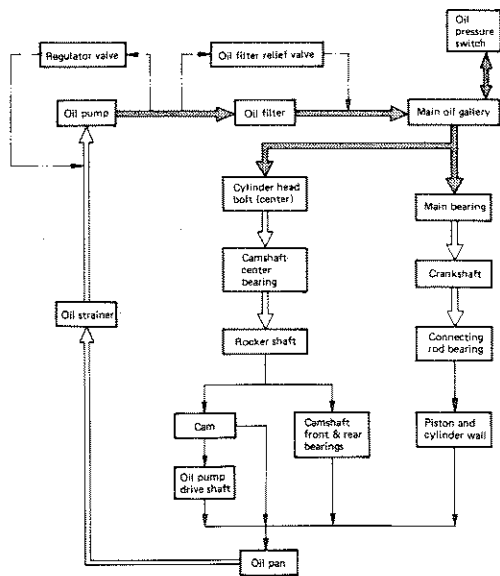 Oil
pressure
switch
Regulator valve
Oil filter relief valve
Oil pump
Oil filter
Main oil gallery
Cylinder head
bolt (center)
Main bearing
Camshaft
center
bearing
Crankshaft
Oil strainer
Rocker shaft
Connecting
rod bearing
Cam
Camshaft
front & rear
bearings
Piston and
cylinder wall
Oil pump
drive shaft
Oil pan